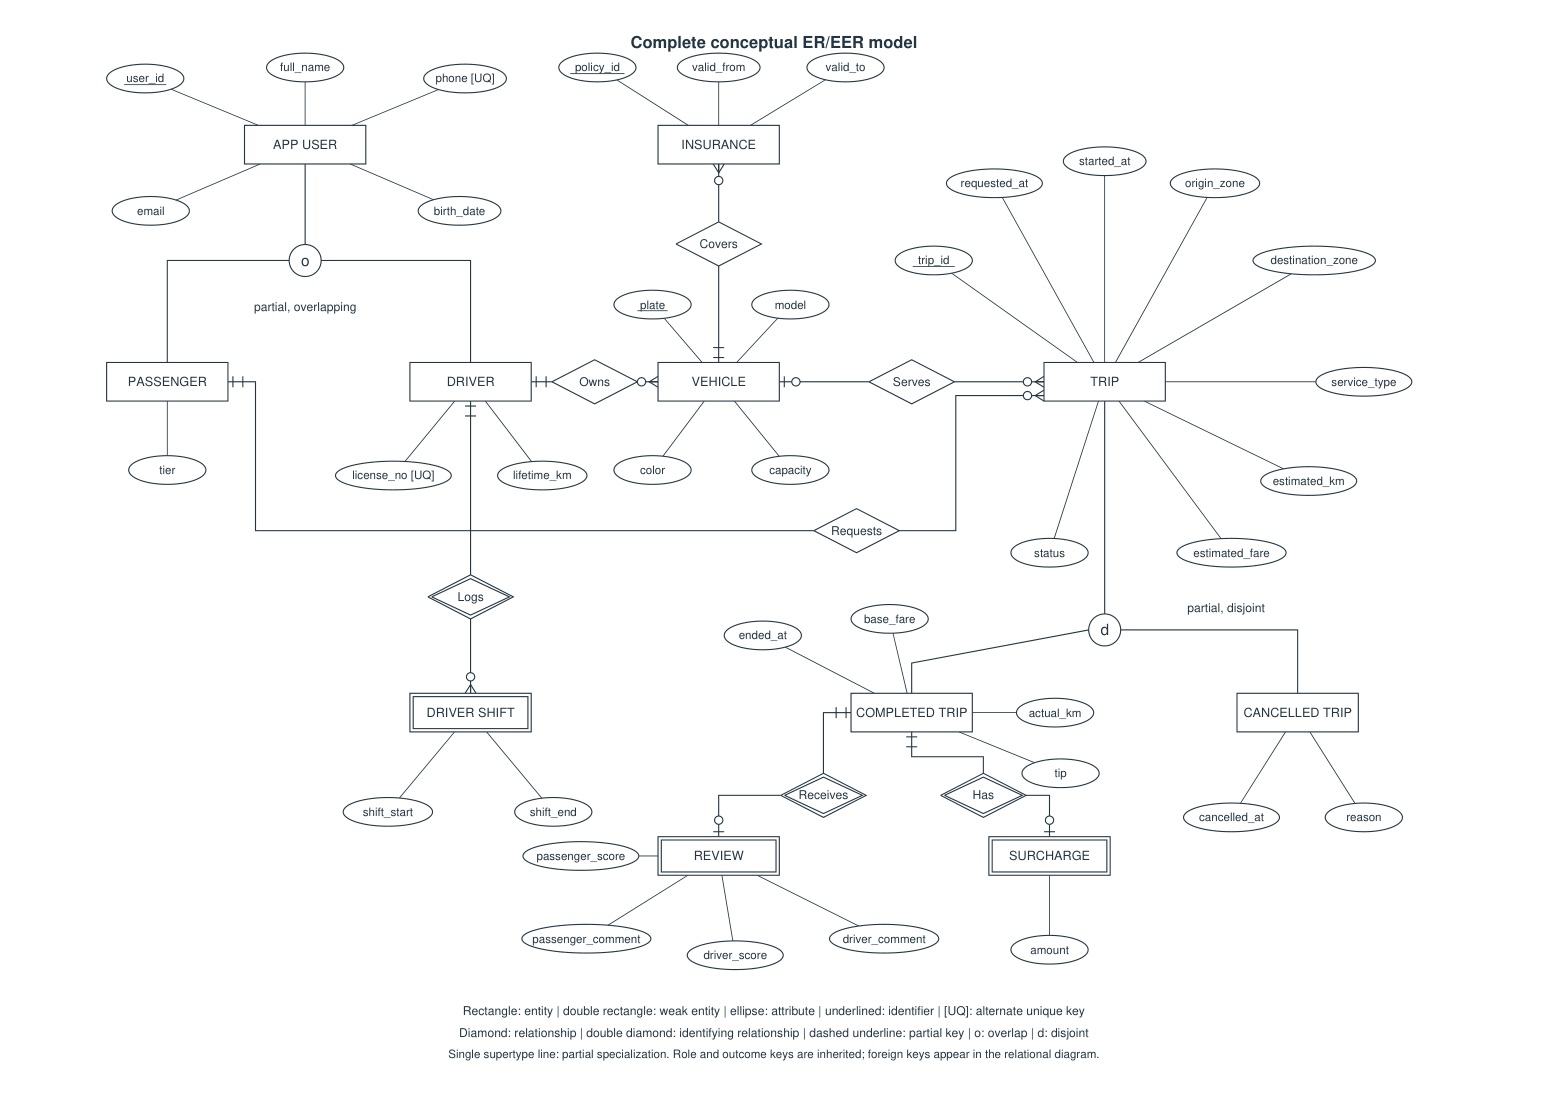 Complete conceptual ER/EER model
user_id
full_name
phone [UQ]
policy_id
valid_from
valid_to
APP USER
INSURANCE
started_at
requested_at
origin_zone
email
birth_date
Covers
o
trip_id
destination_zone
partial, overlapping
plate
model
PASSENGER
DRIVER
Owns
VEHICLE
Serves
TRIP
service_type
tier
license_no [UQ]
lifetime_km
color
capacity
estimated_km
Requests
status
estimated_fare
Logs
partial, disjoint
base_fare
ended_at
d
DRIVER SHIFT
COMPLETED TRIP
actual_km
CANCELLED TRIP
tip
Receives
Has
shift_start
shift_end
cancelled_at
reason
passenger_score
REVIEW
SURCHARGE
passenger_comment
driver_score
driver_comment
amount
Rectangle: entity | double rectangle: weak entity | ellipse: attribute | underlined: identifier | [UQ]: alternate unique key
Diamond: relationship | double diamond: identifying relationship | dashed underline: partial key | o: overlap | d: disjoint
Single supertype line: partial specialization. Role and outcome keys are inherited; foreign keys appear in the relational diagram.